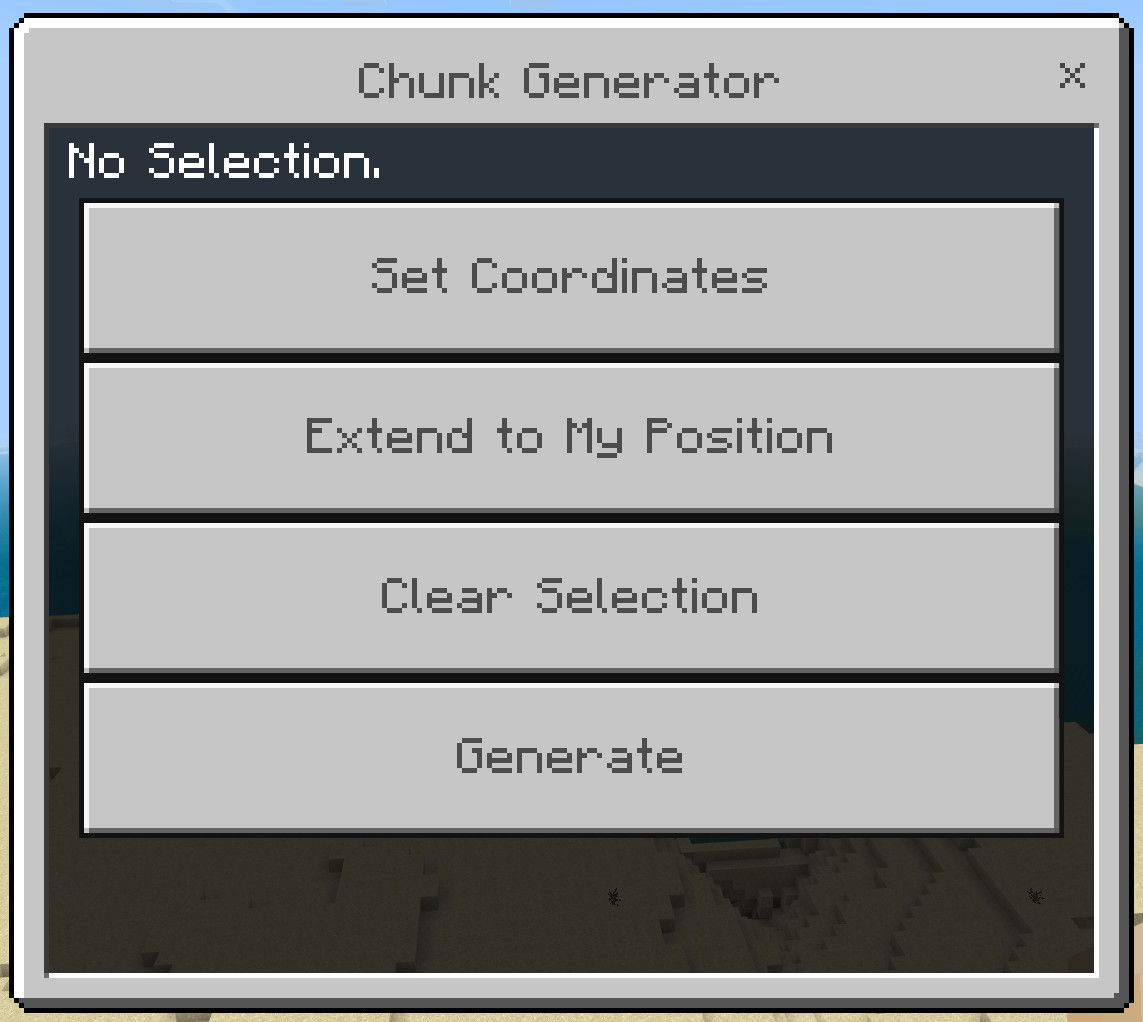 Chunk Generator
No Selection.
Set Coordinates
Extend to My Position
Clear Selection
Generate